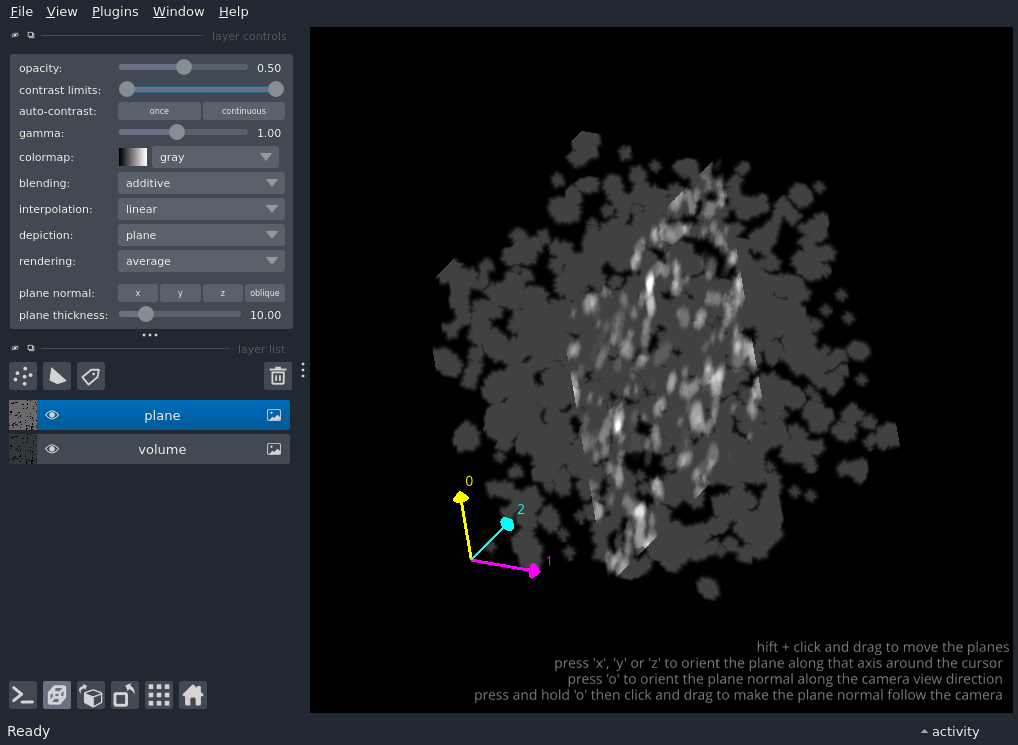 File View Plugins Window Help
layer controls
opacity: 0.50
contrast limits:
auto-contrast: once continuous
gamma: 1.00
colormap: gray
blending: additive
interpolation: linear
depiction: plane
rendering: average
plane normal: x y z oblique
plane thickness: 10.00
layer list
plane
volume
0
2
1
hift + click and drag to move the planes
press 'x', 'y' or 'z' to orient the plane along that axis around the cursor
press 'o' to orient the plane normal along the camera view direction
press and hold 'o' then click and drag to make the plane normal follow the camera
Ready activity